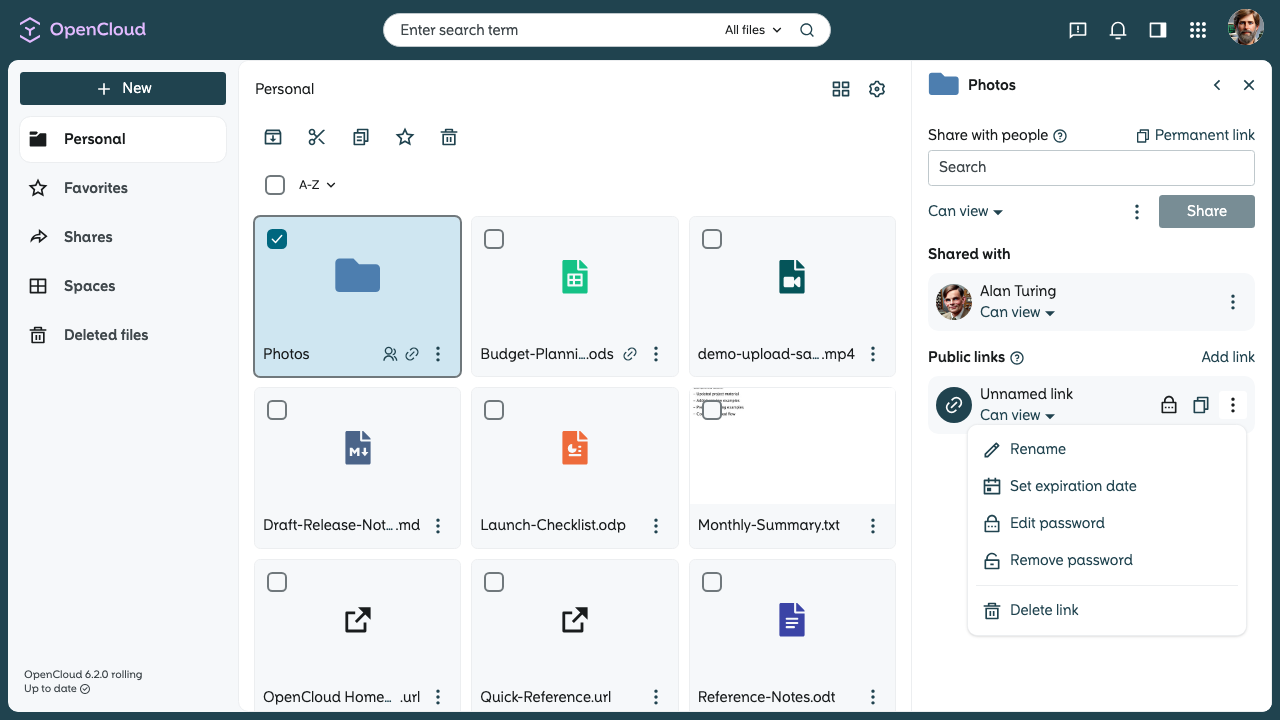 OpenCloud
Enter search term
All files
New
Personal
Favorites
Shares
Spaces
Deleted files
OpenCloud 6.2.0 rolling
Up to date
Personal
A-Z
Photos
Budget-Planni....ods
demo-upload-sa....mp4
Draft-Release-Not....md
Launch-Checklist.odp
Monthly-Summary.txt
OpenCloud Home... .url
Quick-Reference.url
Reference-Notes.odt
Photos
Share with people
Permanent link
Search
Can view
Share
Shared with
Alan Turing
Can view
Public links
Add link
Unnamed link
Can view
Rename
Set expiration date
Edit password
Remove password
Delete link